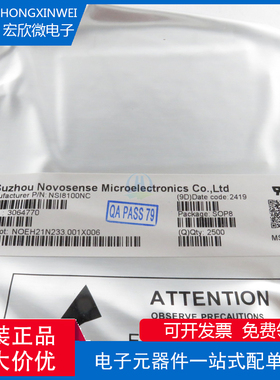 HONGXINWEI
宏欣微电子
Suzhou Novosense Microelectronics Co.,Ltd
P/N: NSI8100NC
(9D)Date code: 2419
3064770
QA PASS 79
Package: SOP8
NOEH21N233.001X006
(Q)Qty: 2500
ATTENTION
OBSERVE PRECAUTIONS
装正品
可开发票
大价优
电子元器件一站式配单